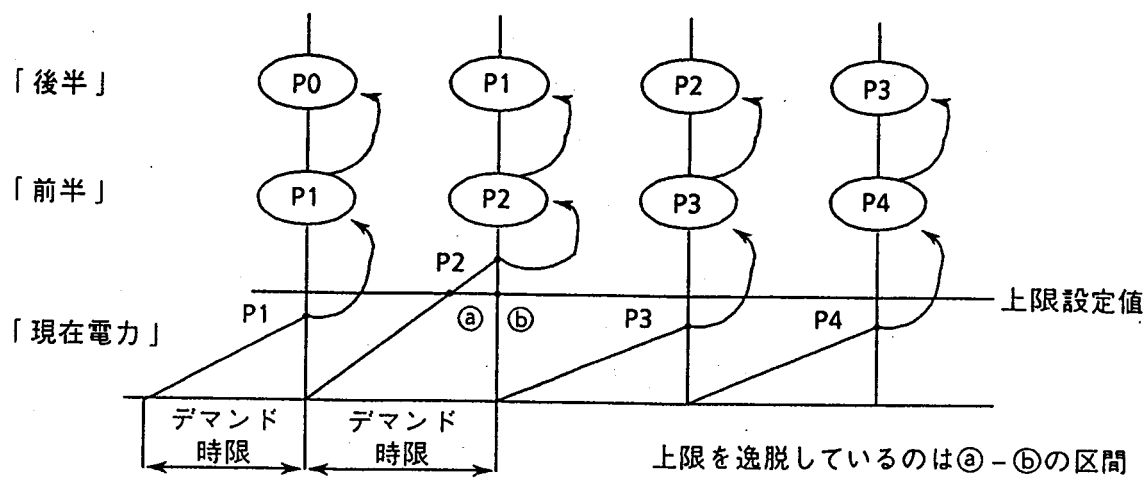 「後半」 P0 P1 P2 P3
「前半」 P1 P2 P3 P4
P2
上限設定値
P1 ⓐ ⓑ P3 P4
「現在電力」
デマンド デマンド
時限 時限
上限を逸脱しているのはⓐ－ⓑの区間